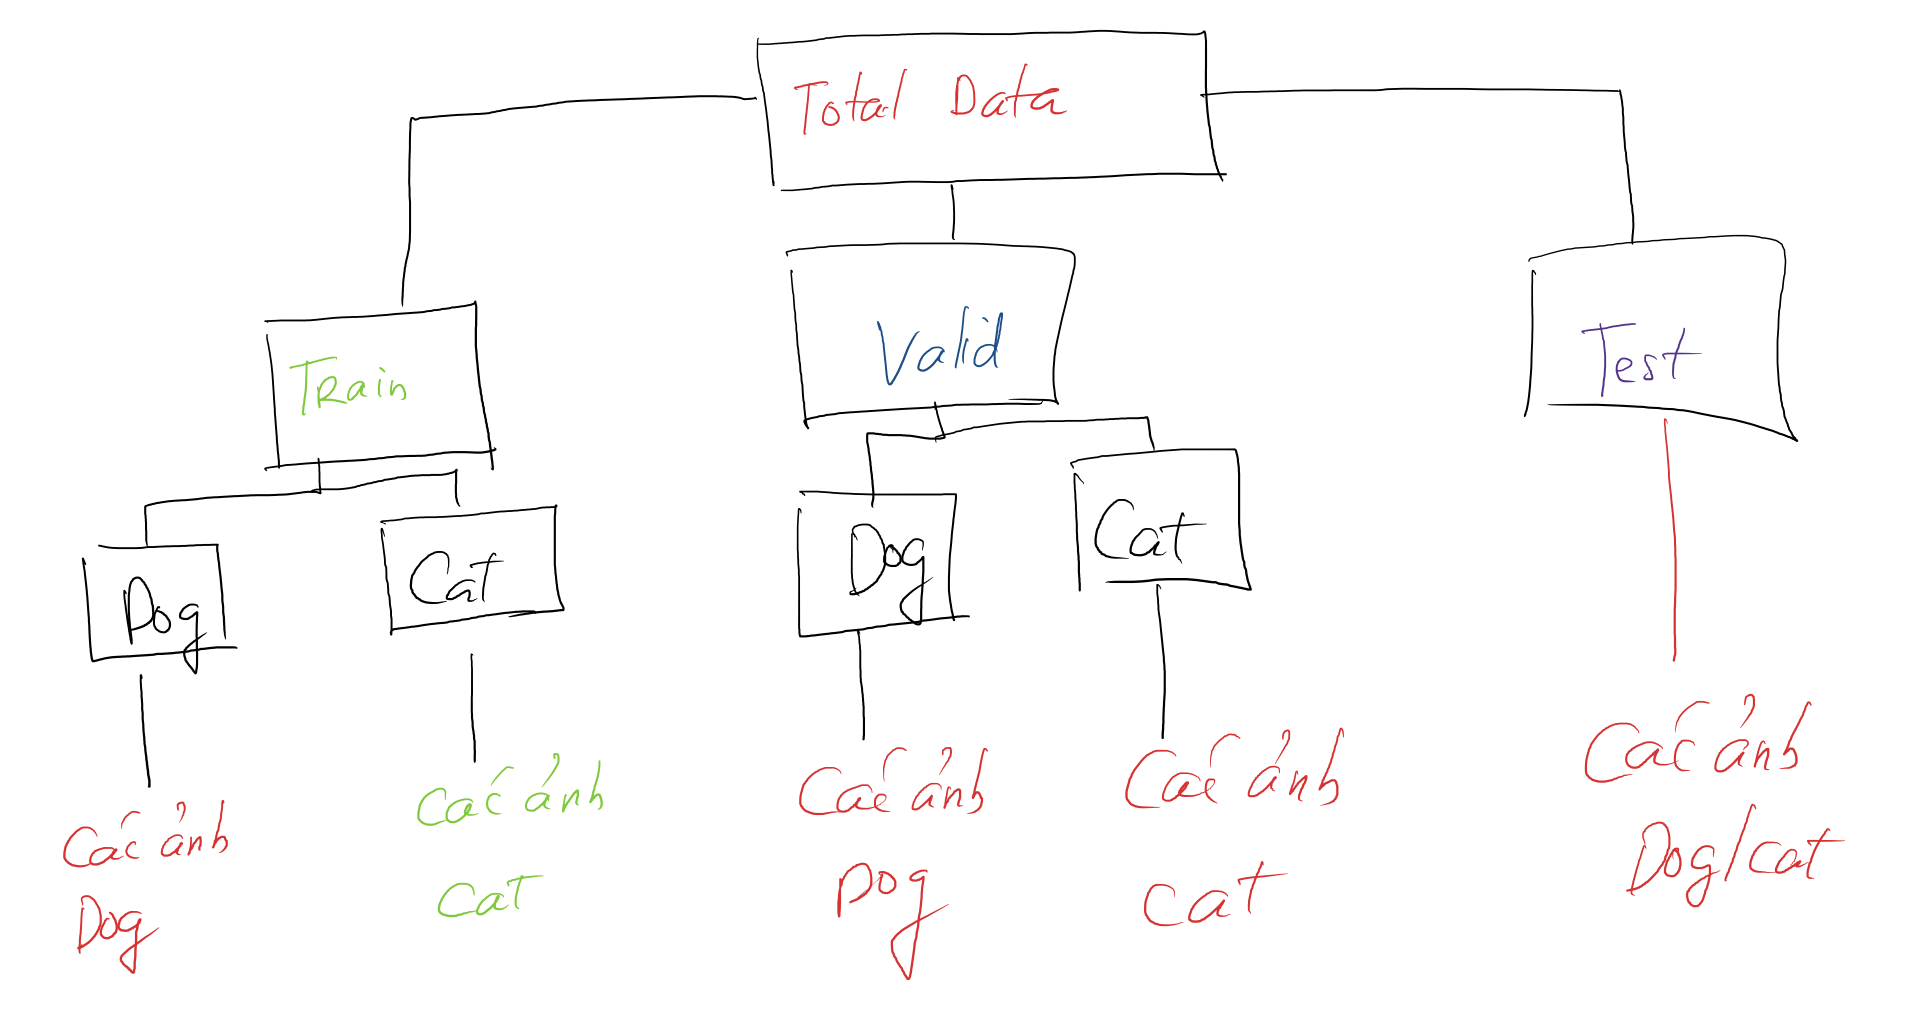 Total Data
Train
Valid
Test
Dog
Cat
Dog
Cat
Các ảnh
Dog
Các ảnh
Cat
Các ảnh
Dog
Các ảnh
Cat
Các ảnh
Dog/cat